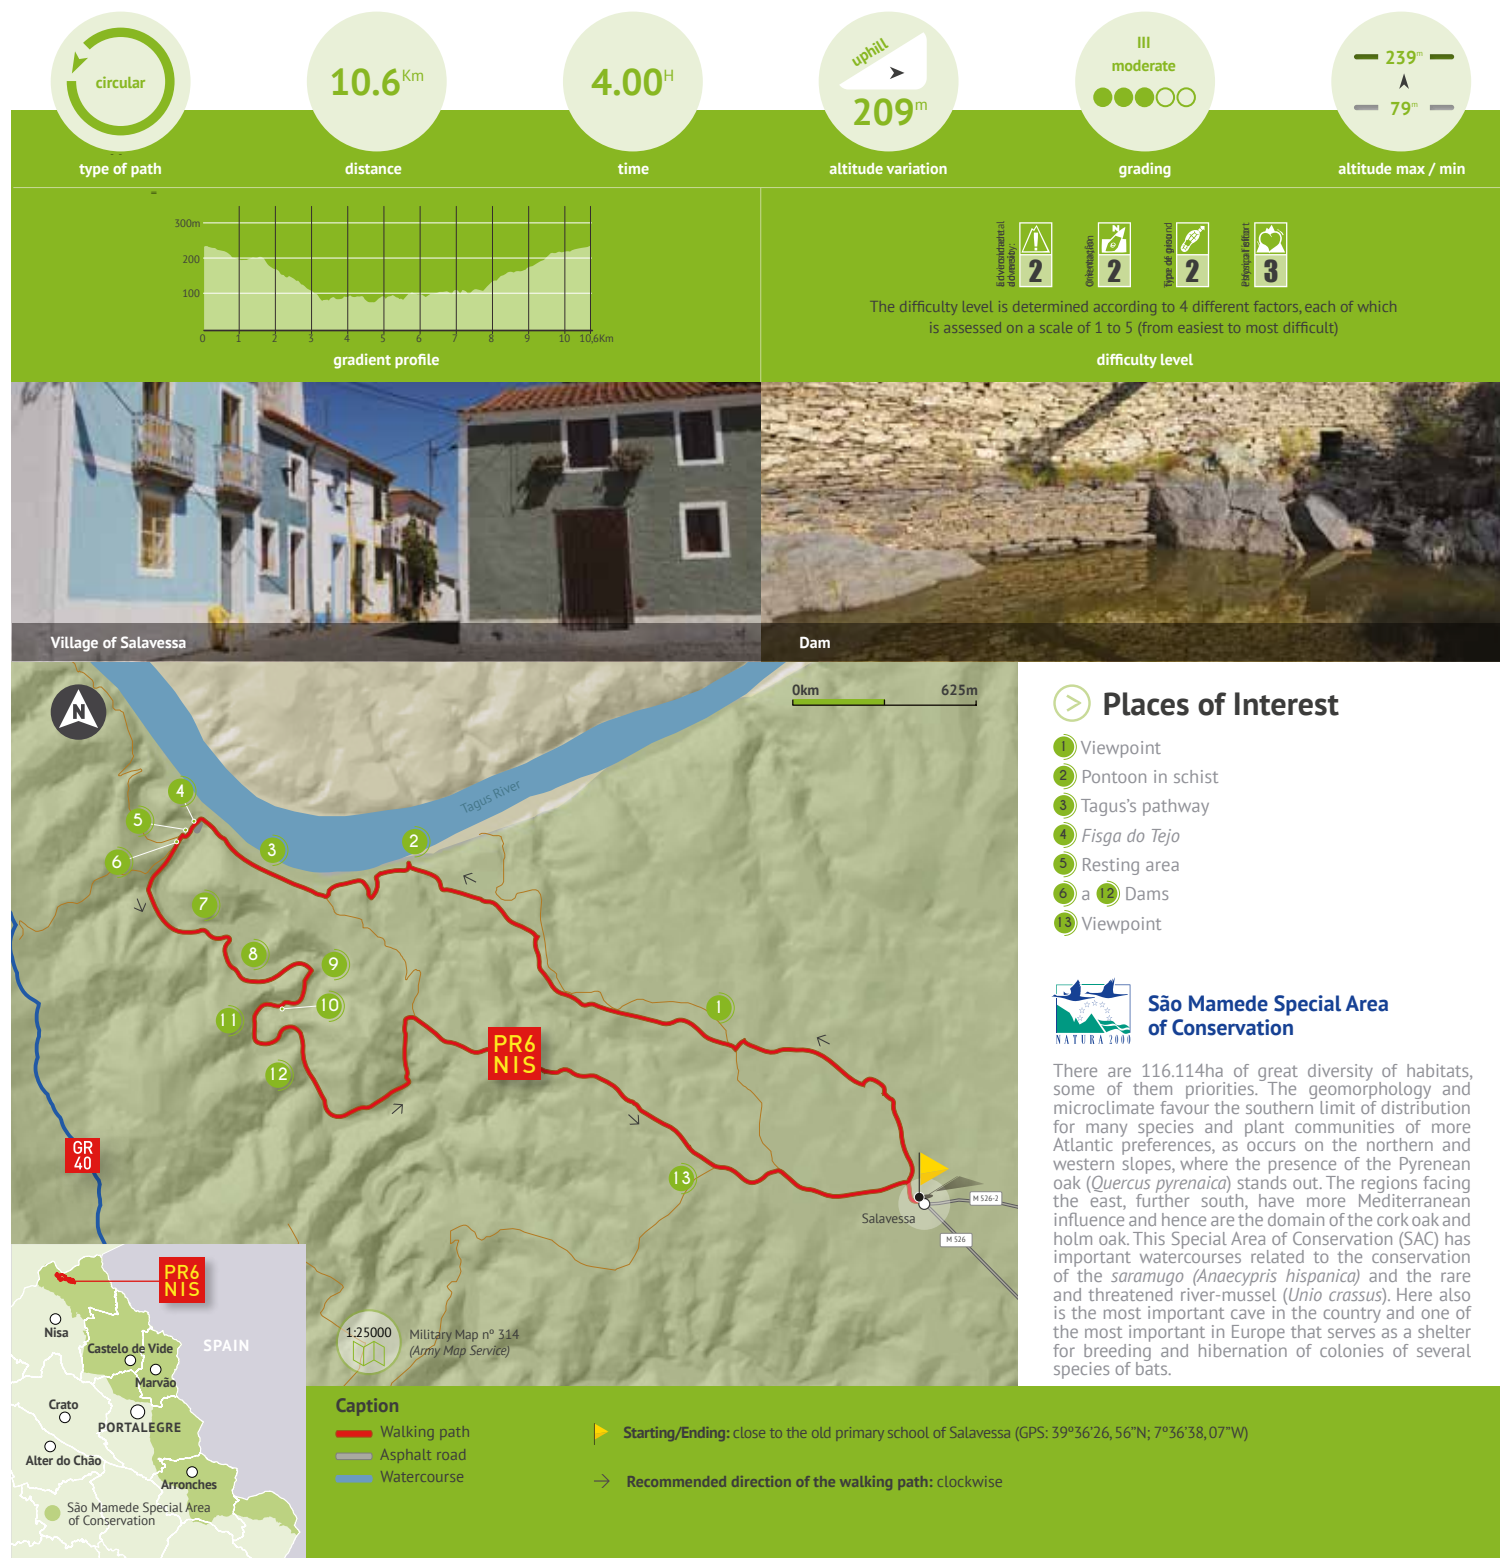 circular
10.6Km
4.00H
uphill
209m
III
moderate
239m
79m
type of path
distance
time
altitude variation
grading
altitude max / min
300m
200
100
0 1 2 3 4 5 6 7 8 9 10 10,6Km
gradient profile
2
2
2
3
The difficulty level is determined according to 4 different factors, each of which
is assessed on a scale of 1 to 5 (from easiest to most difficult)
difficulty level
Village of Salavessa
Dam
N
0km 625m
Tagus River
4
5
6
3
2
7
8
9
10
11
12
1
13
PR6
NIS
GR
40
Salavessa
M 526-2
M 526
1:25000
Military Map nº 314
(Army Map Service)
Places of Interest
1 Viewpoint
2 Pontoon in schist
3 Tagus's pathway
4 Fisga do Tejo
5 Resting area
6 a 12 Dams
13 Viewpoint
NATURA 2000
São Mamede Special Area
of Conservation
There are 116.114ha of great diversity of habitats,
some of them priorities. The geomorphology and
microclimate favour the southern limit of distribution
for many species and plant communities of more
Atlantic preferences, as occurs on the northern and
western slopes, where the presence of the Pyrenean
oak (Quercus pyrenaica) stands out. The regions facing
the east, further south, have more Mediterranean
influence and hence are the domain of the cork oak and
holm oak. This Special Area of Conservation (SAC) has
important watercourses related to the conservation
of the saramugo (Anaecypris hispanica) and the rare
and threatened river-mussel (Unio crassus). Here also
is the most important cave in the country and one of
the most important in Europe that serves as a shelter
for breeding and hibernation of colonies of several
species of bats.
PR6
NIS
SPAIN
Nisa
Castelo de Vide
Marvão
Crato
PORTALEGRE
Alter do Chão
Arronches
São Mamede Special Area
of Conservation
Caption
Walking path
Asphalt road
Watercourse
Starting/Ending: close to the old primary school of Salavessa (GPS: 39º36'26, 56"N; 7º36'38, 07"W)
Recommended direction of the walking path: clockwise